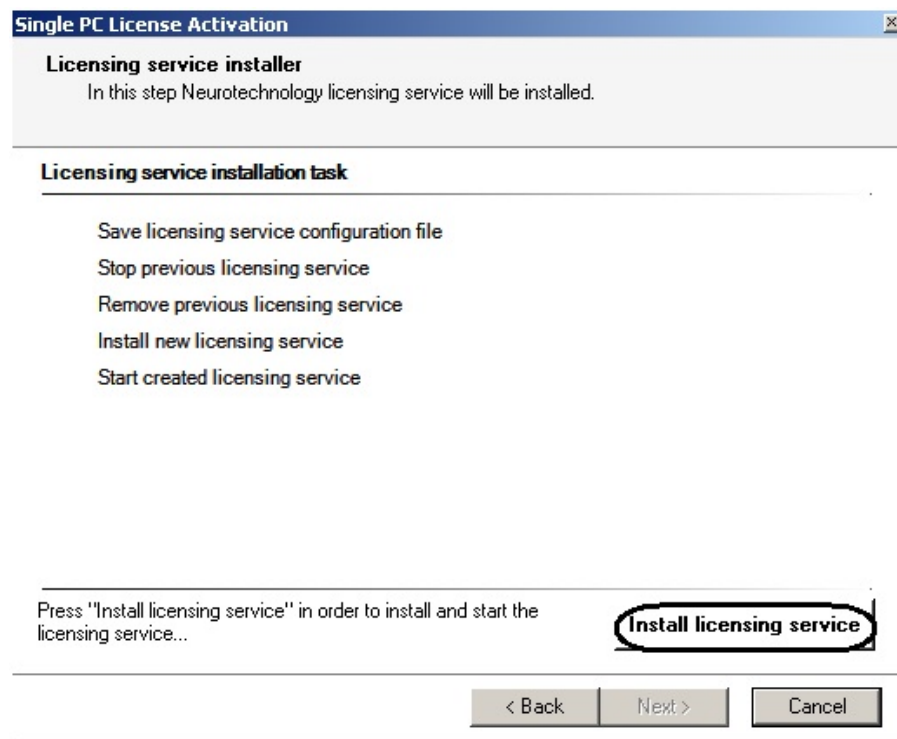 Single PC License Activation
Licensing service installer
In this step Neurotechnology licensing service will be installed.
Licensing service installation task
Save licensing service configuration file
Stop previous licensing service
Remove previous licensing service
Install new licensing service
Start created licensing service
Press "Install licensing service" in order to install and start the
licensing service...
Install licensing service
< Back
Next >
Cancel